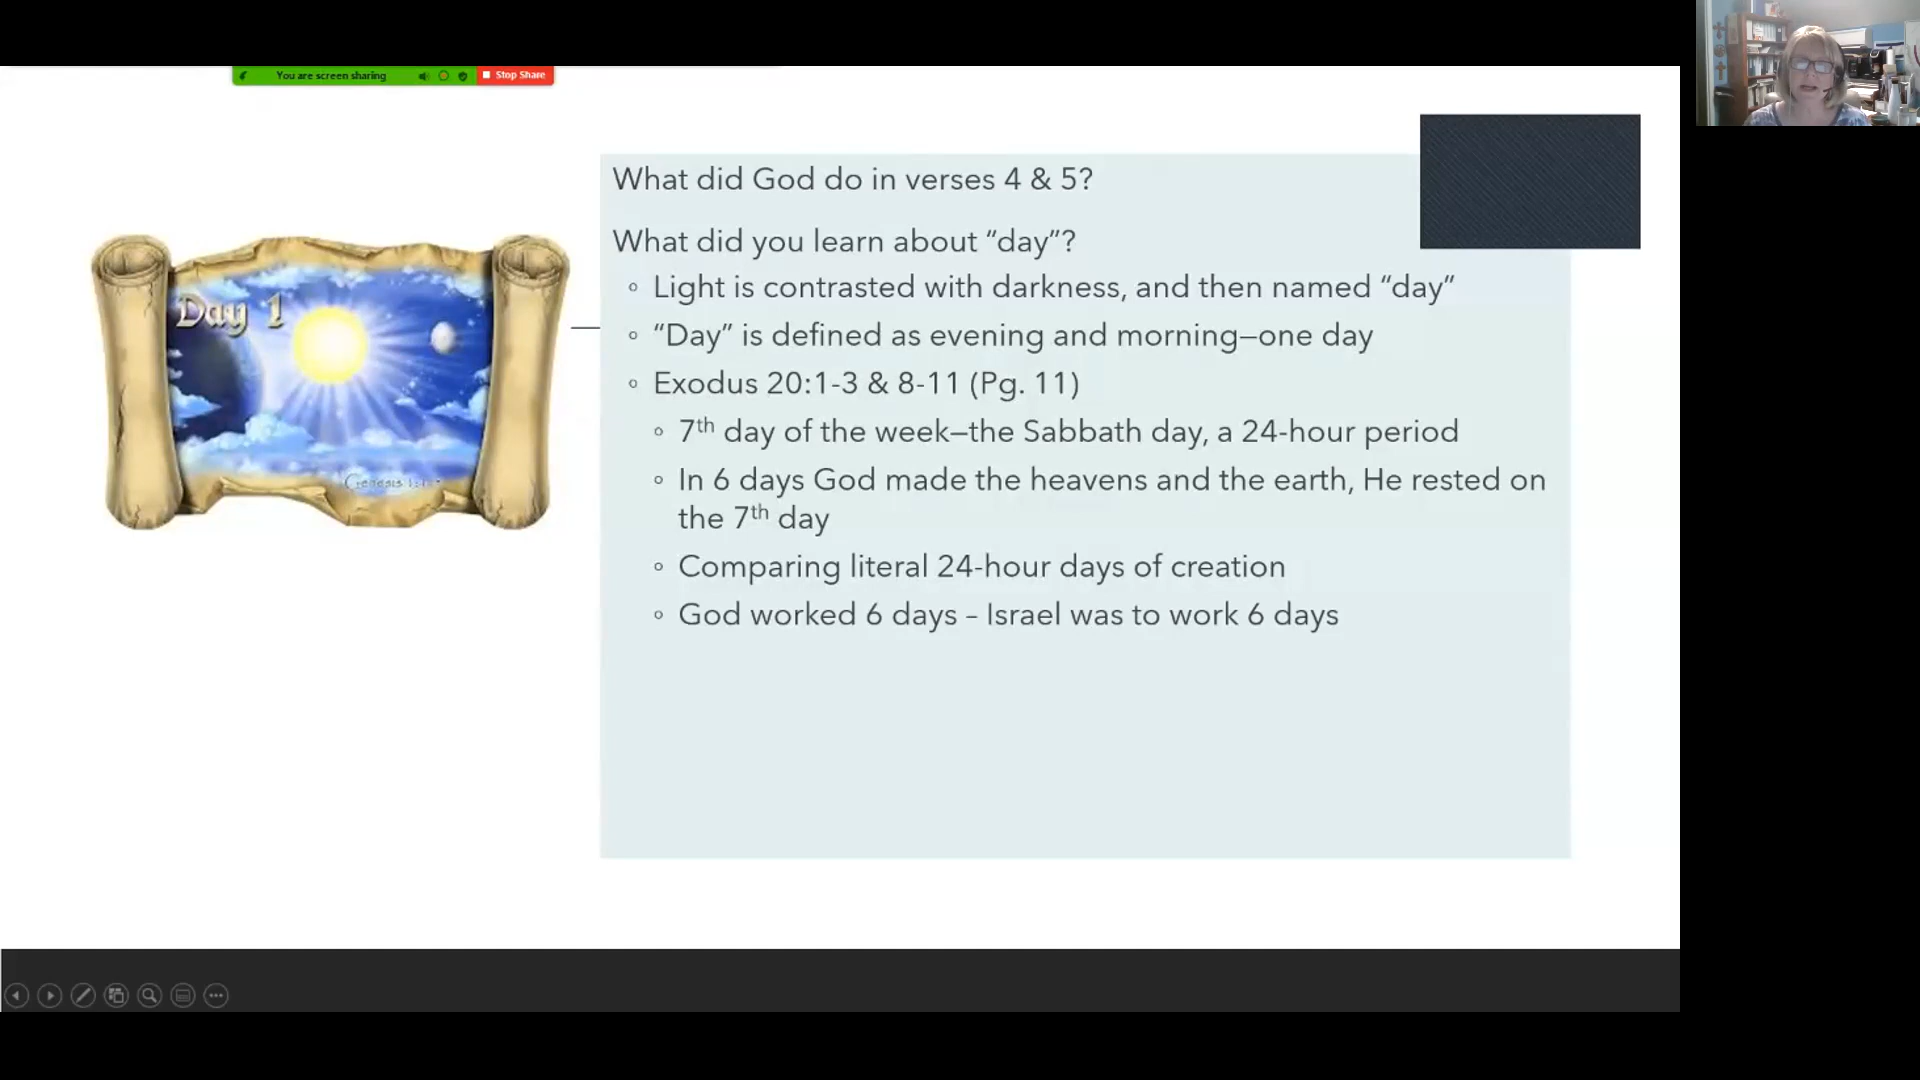 You are screen sharing
Stop Share
What did God do in verses 4 & 5?
What did you learn about “day”?
Day 1
◦ Light is contrasted with darkness, and then named “day”
◦ “Day” is defined as evening and morning—one day
◦ Exodus 20:1-3 & 8-11 (Pg. 11)
◦ 7th day of the week—the Sabbath day, a 24-hour period
◦ In 6 days God made the heavens and the earth, He rested on
the 7th day
Genesis
◦ Comparing literal 24-hour days of creation
◦ God worked 6 days – Israel was to work 6 days